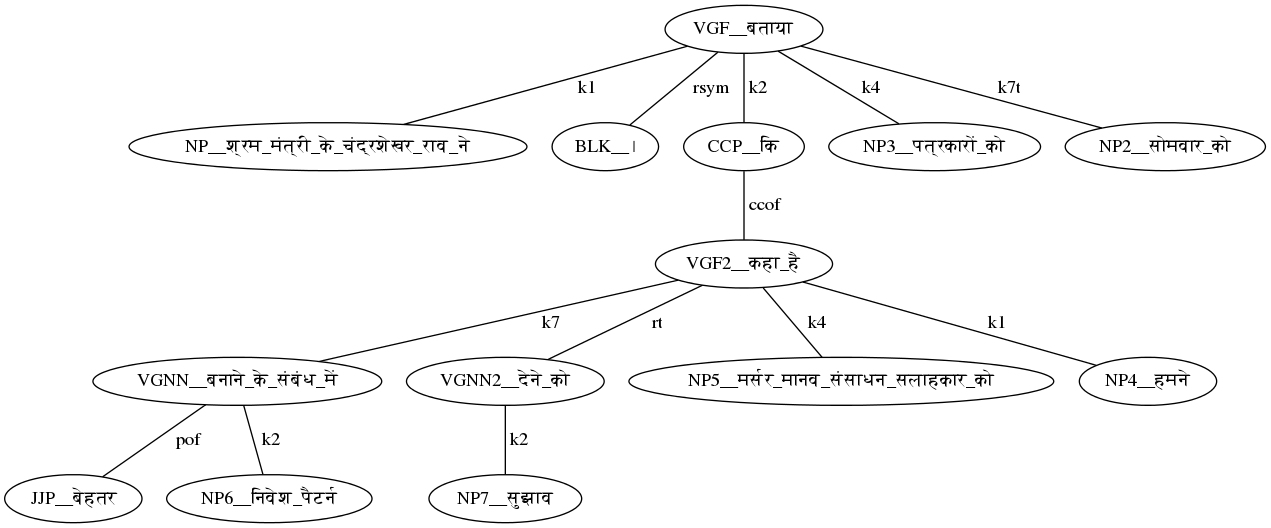 VGF__बताया
k1 rsym k2 k4 k7t
NP__श्रम_मंत्री_के_चंद्रशेखर_राव_ने BLK__। CCP__कि NP3__पत्रकारों_को NP2__सोमवार_को
ccof
VGF2__कहा_है
k7 rt k4 k1
VGNN__बनाने_के_संबंध_में VGNN2__देने_को NP5__मर्सर_मानव_संसाधन_सलाहकार_को NP4__हमने
pof k2 k2
JJP__बेहतर NP6__निवेश_पैटर्न NP7__सुझाव